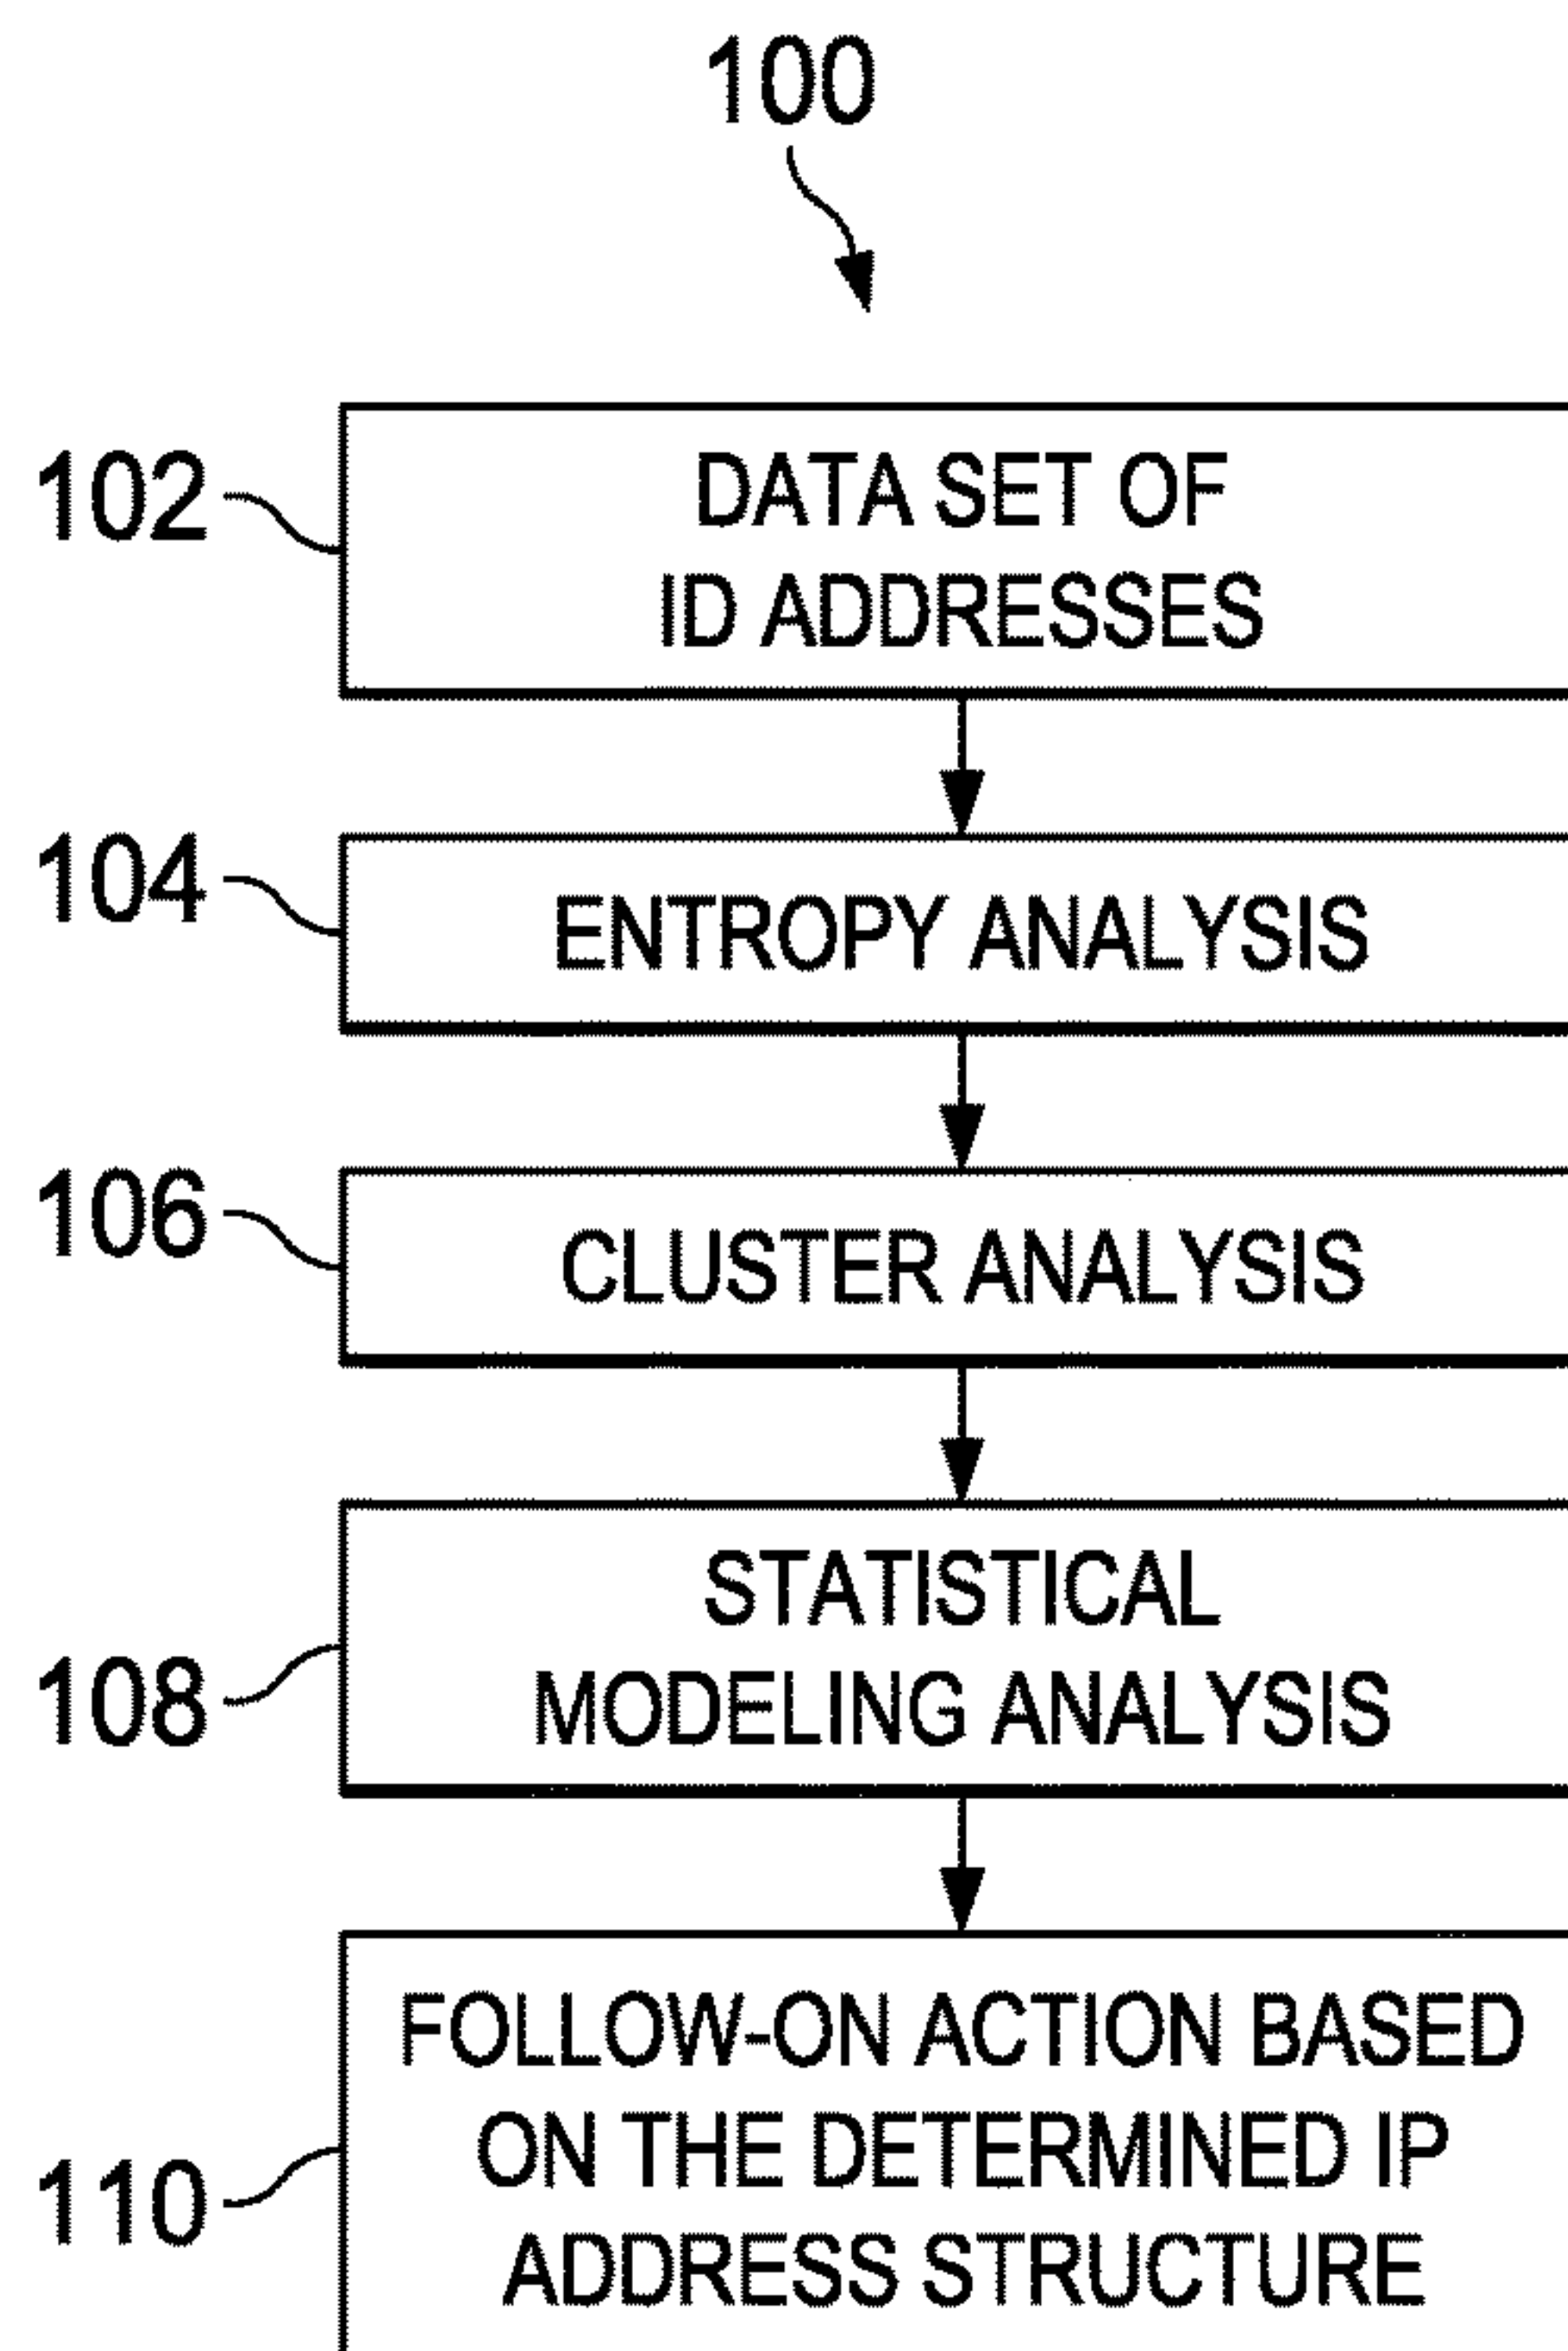 100
102
DATA SET OF
ID ADDRESSES
104
ENTROPY ANALYSIS
106
CLUSTER ANALYSIS
108
STATISTICAL
MODELING ANALYSIS
110
FOLLOW-ON ACTION BASED
ON THE DETERMINED IP
ADDRESS STRUCTURE